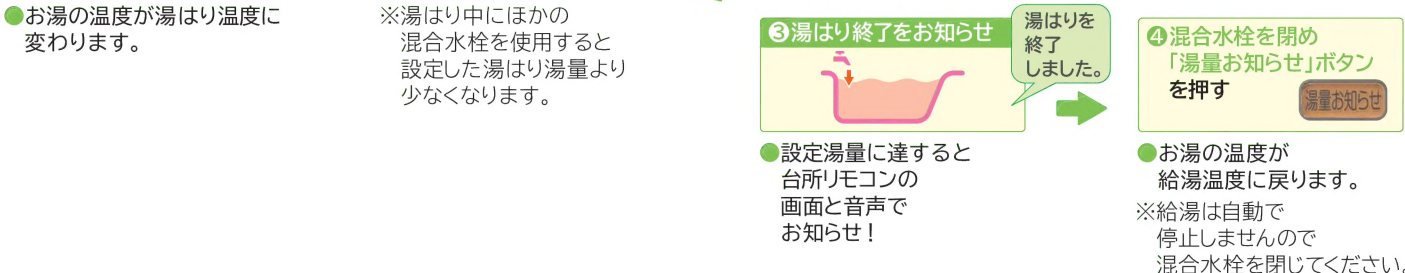 ●お湯の温度が湯はり温度に
変わります。
※湯はり中にほかの
混合水栓を使用すると
設定した湯はり湯量より
少なくなります。
❸湯はり終了をお知らせ
湯はりを
終了
しました。
●設定湯量に達すると
台所リモコンの
画面と音声で
お知らせ!
❹混合水栓を閉め
「湯量お知らせ」ボタン
を押す
湯量お知らせ
●お湯の温度が
給湯温度に戻ります。
※給湯は自動で
停止しませんので
混合水栓を閉じてください。